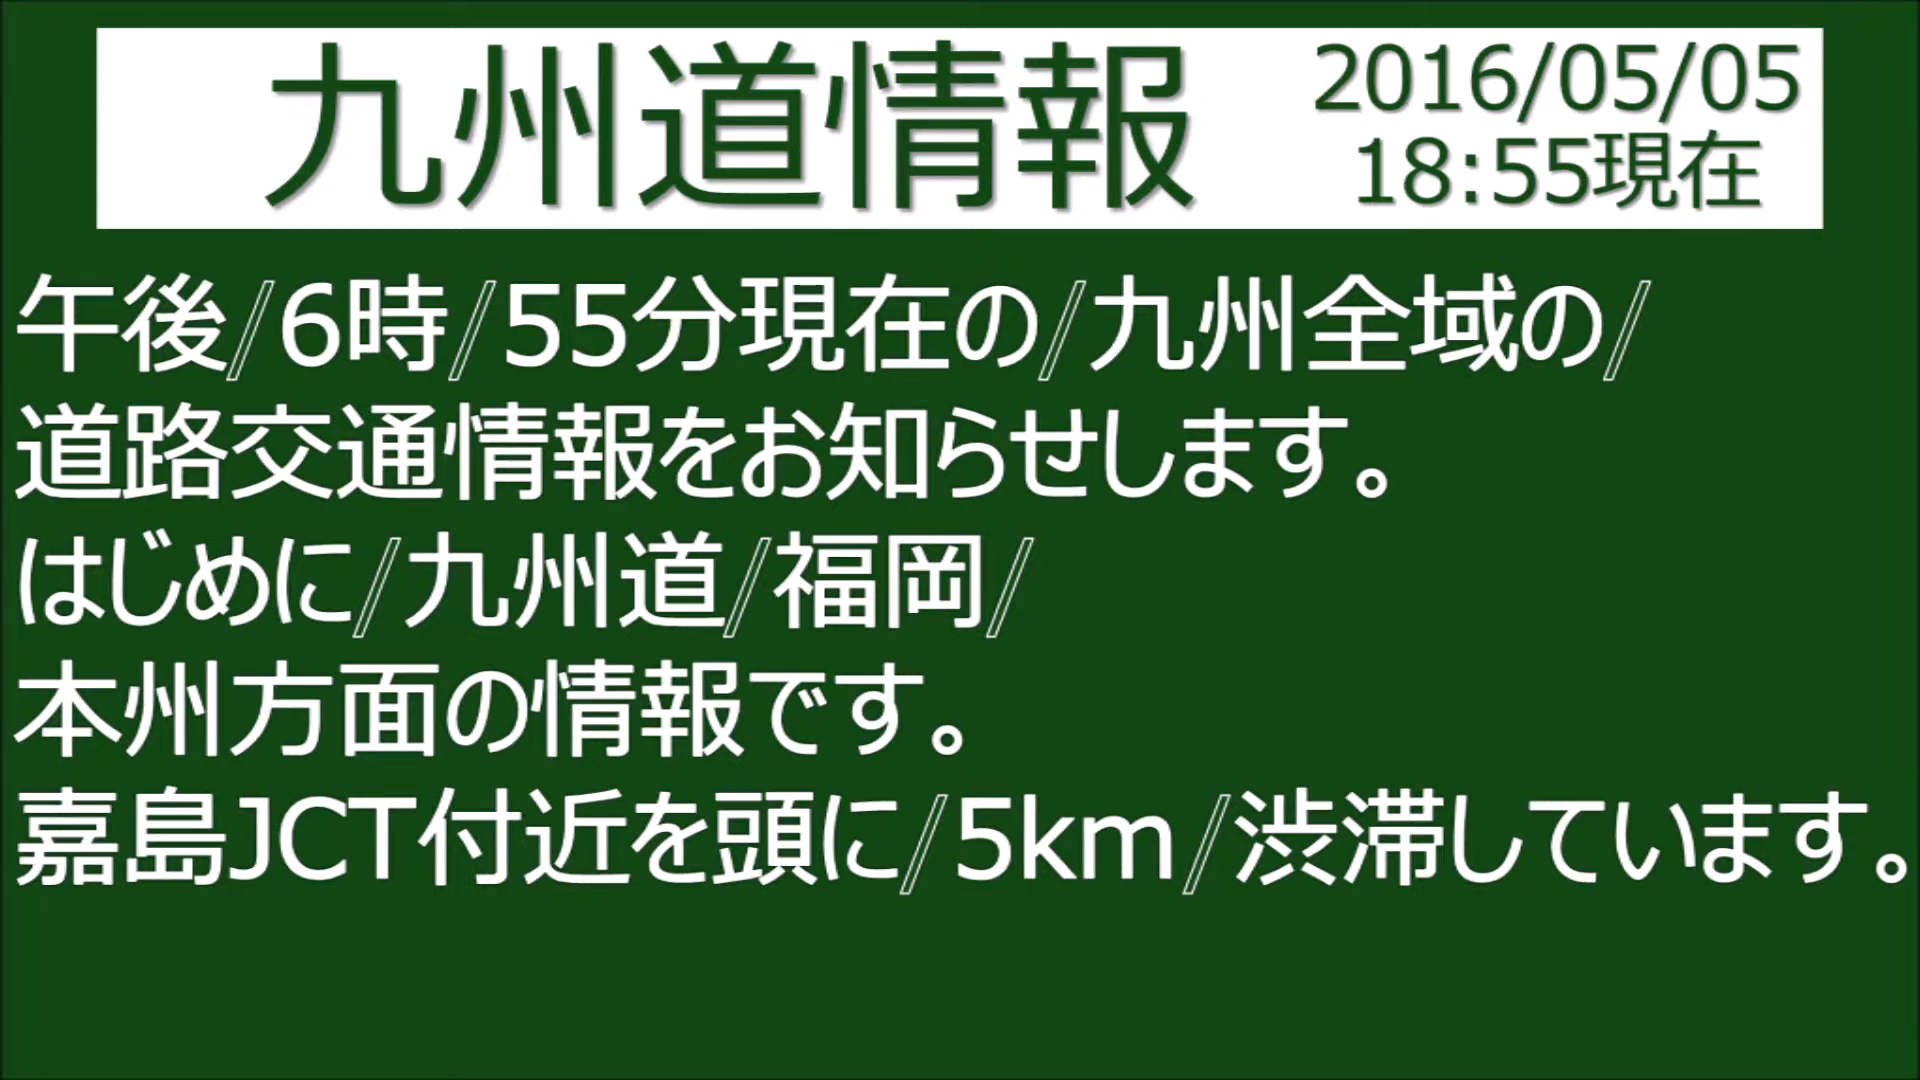 九州道情報
2016/05/05
18:55現在
午後/6時/55分現在の/九州全域の/
道路交通情報をお知らせします。
はじめに/九州道/福岡/
本州方面の情報です。
嘉島JCT付近を頭に/5km/渋滞しています。